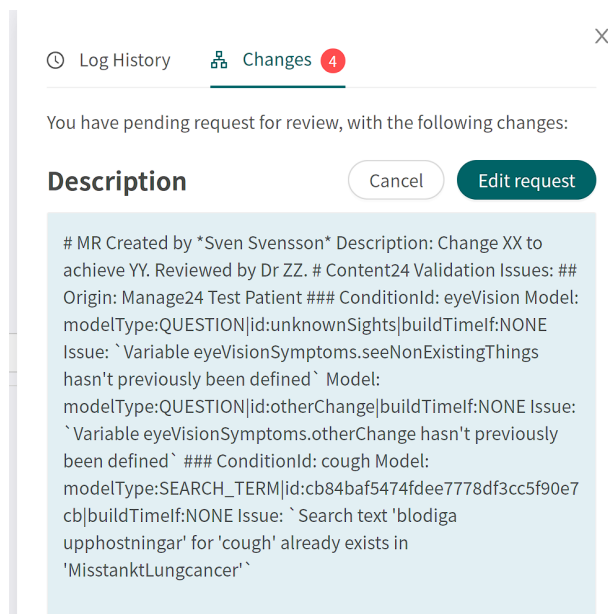 Log History
Changes 4
You have pending request for review, with the following changes:
Description
Cancel
Edit request
# MR Created by *Sven Svensson* Description: Change XX to
achieve YY. Reviewed by Dr ZZ. # Content24 Validation Issues: ##
Origin: Manage24 Test Patient ### ConditionId: eyeVision Model:
modelType:QUESTION|id:unknownSights|buildTimeIf:NONE
Issue: `Variable eyeVisionSymptoms.seeNonExistingThings
hasn't previously been defined` Model:
modelType:QUESTION|id:otherChange|buildTimeIf:NONE Issue:
`Variable eyeVisionSymptoms.otherChange hasn't previously
been defined` ### ConditionId: cough Model:
modelType:SEARCH_TERM|id:cb84baf5474fdee7778df3cc5f90e7
cb|buildTimeIf:NONE Issue: `Search text 'blodiga
upphostningar' for 'cough' already exists in
'MisstanktLungcancer'`